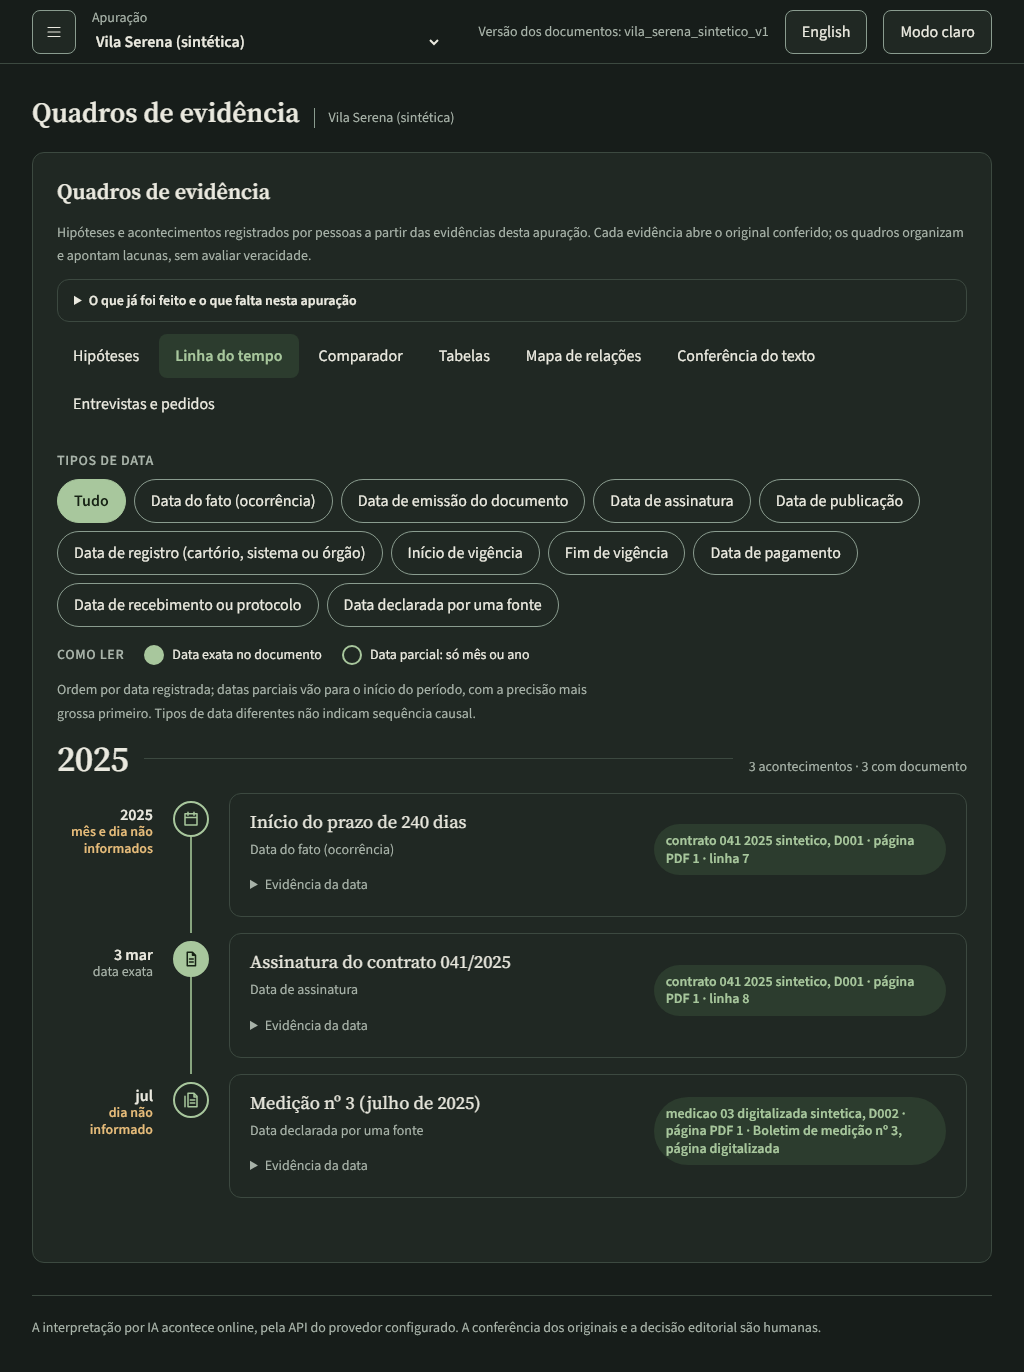 Apuração
Vila Serena (sintética)
Versão dos documentos: vila_serena_sintetico_v1
English
Modo claro
Quadros de evidência
Vila Serena (sintética)
Quadros de evidência
Hipóteses e acontecimentos registrados por pessoas a partir das evidências desta apuração. Cada evidência abre o original conferido; os quadros organizam
e apontam lacunas, sem avaliar veracidade.
O que já foi feito e o que falta nesta apuração
Hipóteses
Linha do tempo
Comparador
Tabelas
Mapa de relações
Conferência do texto
Entrevistas e pedidos
TIPOS DE DATA
Tudo
Data do fato (ocorrência)
Data de emissão do documento
Data de assinatura
Data de publicação
Data de registro (cartório, sistema ou órgão)
Início de vigência
Fim de vigência
Data de pagamento
Data de recebimento ou protocolo
Data declarada por uma fonte
COMO LER
Data exata no documento
Data parcial: só mês ou ano
Ordem por data registrada; datas parciais vão para o início do período, com a precisão mais
grossa primeiro. Tipos de data diferentes não indicam sequência causal.
2025
3 acontecimentos · 3 com documento
2025
mês e dia não
informados
Início do prazo de 240 dias
Data do fato (ocorrência)
Evidência da data
contrato 041 2025 sintetico, D001 · página
PDF 1 · linha 7
3 mar
data exata
Assinatura do contrato 041/2025
Data de assinatura
Evidência da data
contrato 041 2025 sintetico, D001 · página
PDF 1 · linha 8
jul
dia não
informado
Medição nº 3 (julho de 2025)
Data declarada por uma fonte
Evidência da data
medicao 03 digitalizada sintetica, D002 ·
página PDF 1 · Boletim de medição nº 3,
página digitalizada
A interpretação por IA acontece online, pela API do provedor configurado. A conferência dos originais e a decisão editorial são humanas.